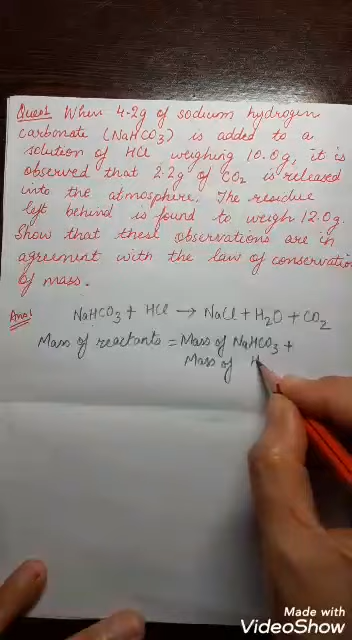 Quest When 4.2g of sodium hydrogen
carbonate (NaHCO3) is added to a
solution of HCl weighing 10.0g, it is
observed that 2.2g of CO2 is released
into the atmosphere. The residue
left behind is found to weigh 12.0g.
Show that these observations are in
agreement with the law of conservation
of mass.
Ans: NaHCO3 + HCl → NaCl + H2O + CO2
Mass of reactants = Mass of NaHCO3 +
Mass of H
Made with
VideoShow